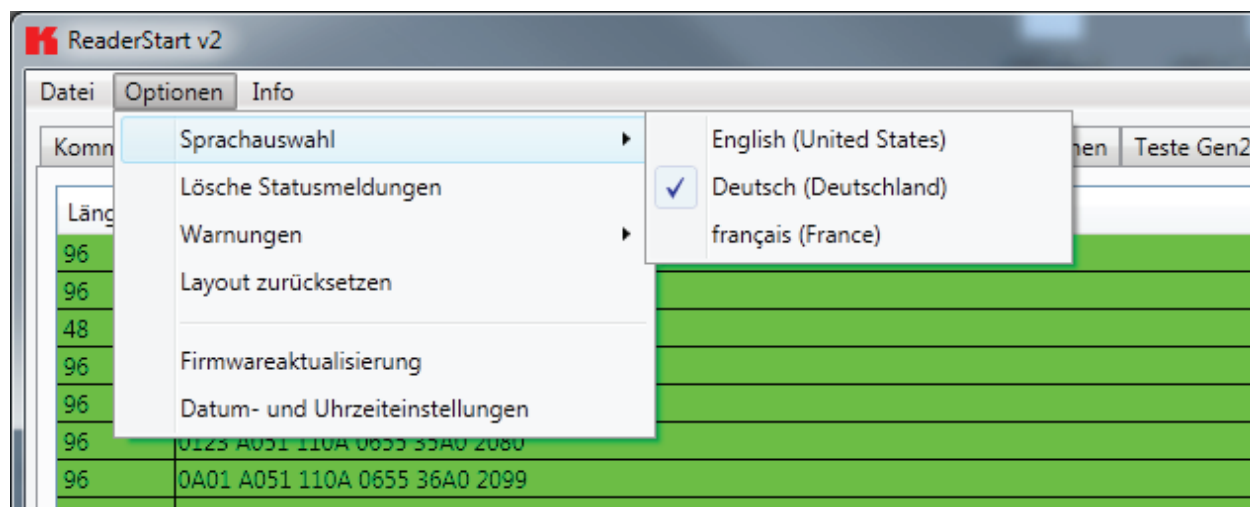 ReaderStart v2
Datei Optionen Info
Sprachauswahl
Lösche Statusmeldungen
Warnungen
Layout zurücksetzen
Firmwareaktualisierung
Datum- und Uhrzeiteinstellungen
English (United States)
Deutsch (Deutschland)
français (France)
Teste Gen2
96
96
48
96
96
96 0123 A051 110A 0655 35A0 2080
96 0A01 A051 110A 0655 36A0 2099